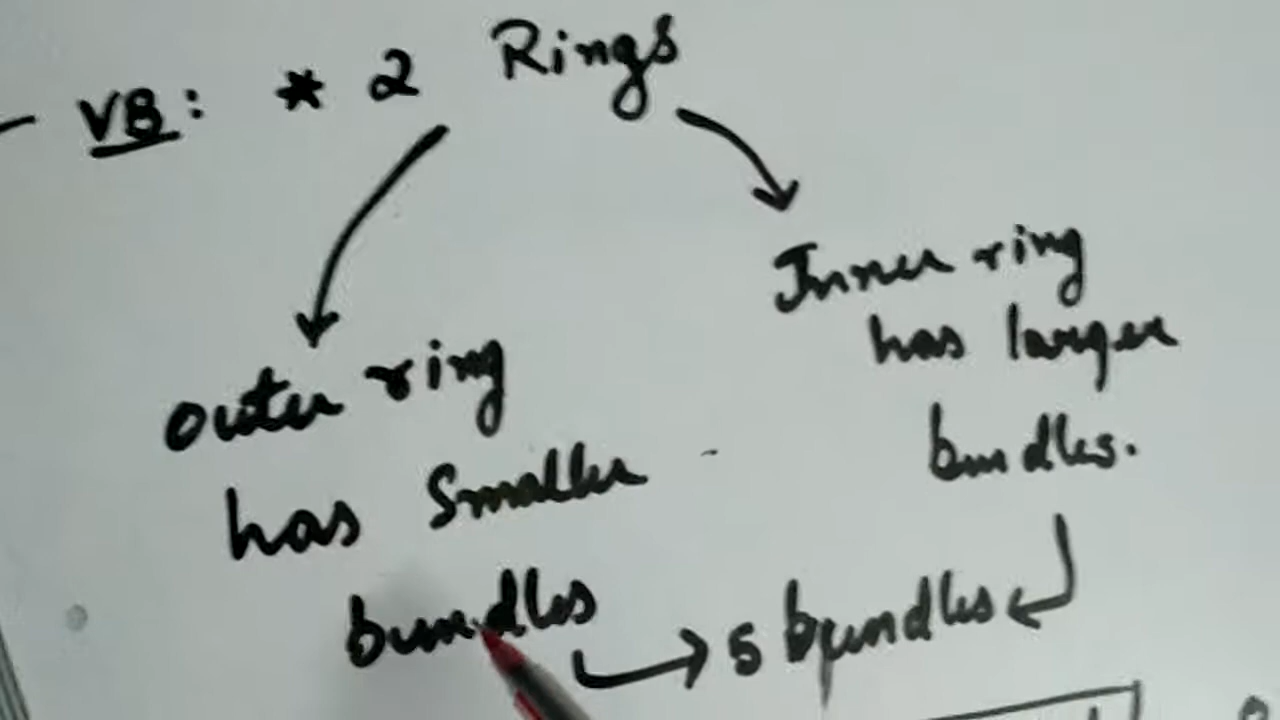 VB: * 2 Rings
outer ring
has Smaller
bundles
Inner ring
has larger
bundles.
5 bundles